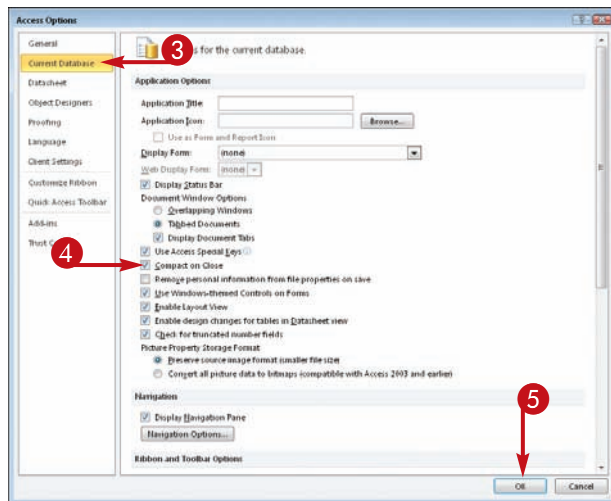 Access Options
General
Current Database
Datasheet
Object Designers
Proofing
Language
Client Settings
Customize Ribbon
Quick Access Toolbar
Add-ins
Trust
3
4
5
for the current database.
Application Options
Application Title:
Application Icon:
Browse...
Use as Form and Report Icon
Display Form: (none)
Web Display Form: (none)
Display Status Bar
Document Window Options
Overlapping Windows
Tabbed Documents
Display Document Tabs
Use Access Special Keys
Compact on Close
Remove personal information from file properties on save
Use Windows-themed Controls on Forms
Enable Layout View
Enable design changes for tables in Datasheet view
Check for truncated number fields
Picture Property Storage Format
Preserve source image format (smaller file size)
Convert all picture data to bitmaps (compatible with Access 2003 and earlier)
Navigation
Display Navigation Pane
Navigation Options...
Ribbon and Toolbar Options
OK
Cancel